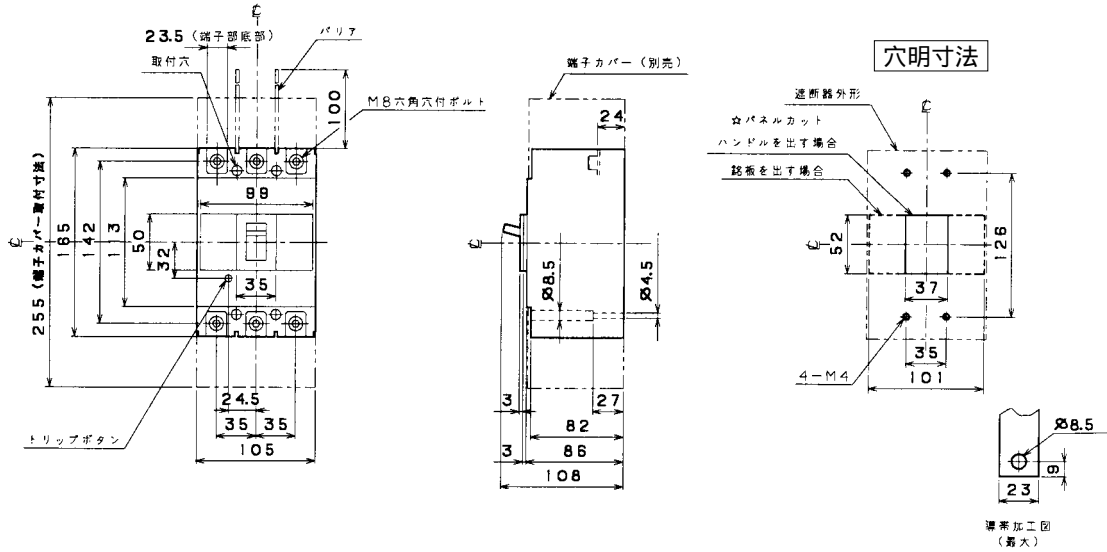 ℄
23.5 (端子部底部)
バリア
取付穴
100
M8六角穴付ボルト
255 (端子カバー取付寸法)
165
142
113
50
32
99
35
℄
24.5
35
35
トリップボタン
105
端子カバー (別売)
24
℄
Ø8.5
Ø4.5
3
27
82
3
86
108
穴明寸法
遮断器外形
℄
☆パネルカット
ハンドルを出す場合
銘板を出す場合
℄
52
126
37
35
4-M4
101
Ø8.5
9
23
導帯加工図
(最大)